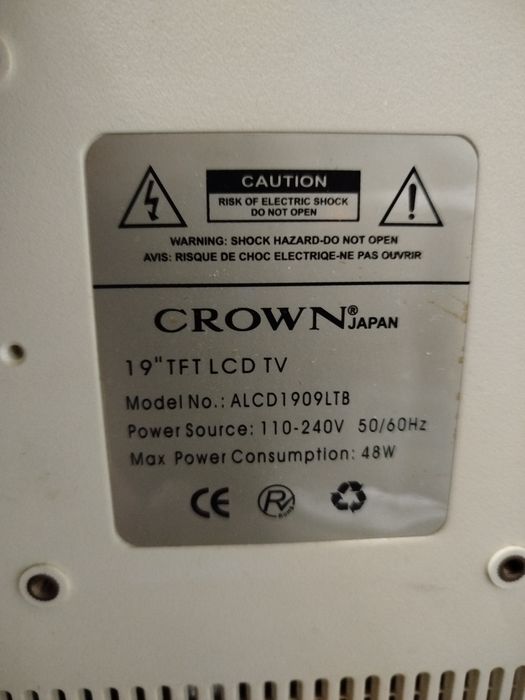 CAUTION
RISK OF ELECTRIC SHOCK
DO NOT OPEN
WARNING: SHOCK HAZARD-DO NOT OPEN
AVIS: RISQUE DE CHOC ELECTRIQE-NE PAS OUVRIR
CROWN® JAPAN
19" TFT LCD TV
Model No.: ALCD1909LTB
Power Source: 110-240V 50/60Hz
Max Power Consumption: 48W
CE RoHS